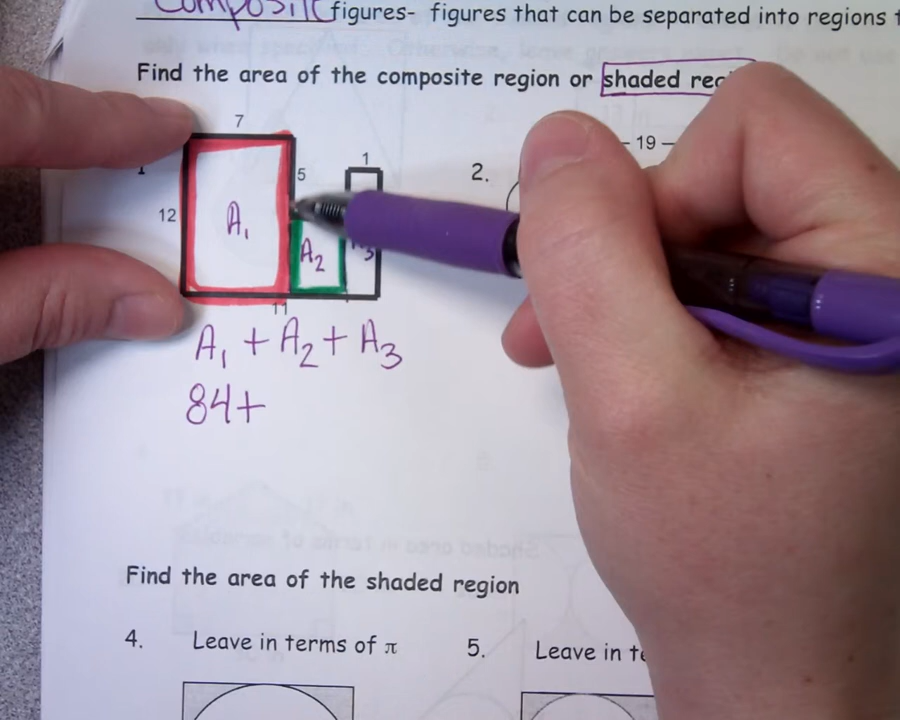 Composite figures- figures that can be separated into regions
Find the area of the composite region or shaded
7
1
5
19
2.
12
A1
A2
3
11
A1 + A2 + A3
84+
Find the area of the shaded region
4. Leave in terms of π
5. Leave in